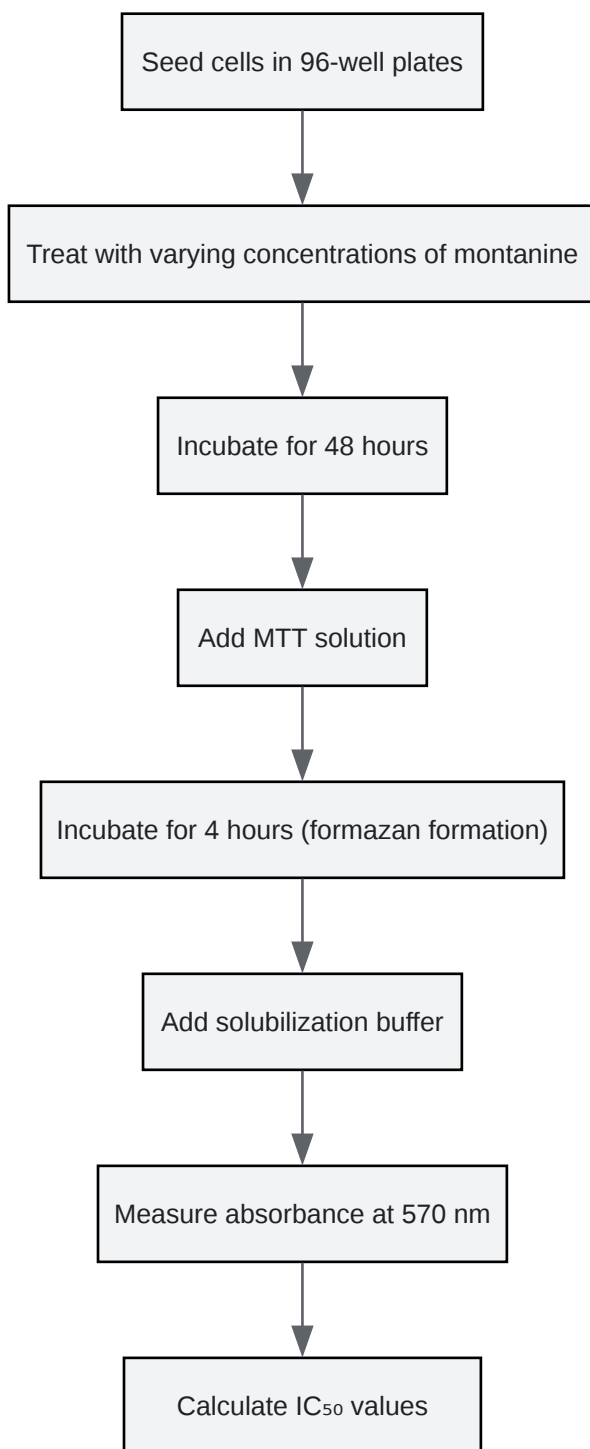 Seed cells in 96-well plates
Treat with varying concentrations of montanine
Incubate for 48 hours
Add MTT solution
Incubate for 4 hours (formazan formation)
Add solubilization buffer
Measure absorbance at 570 nm
Calculate IC₅₀ values